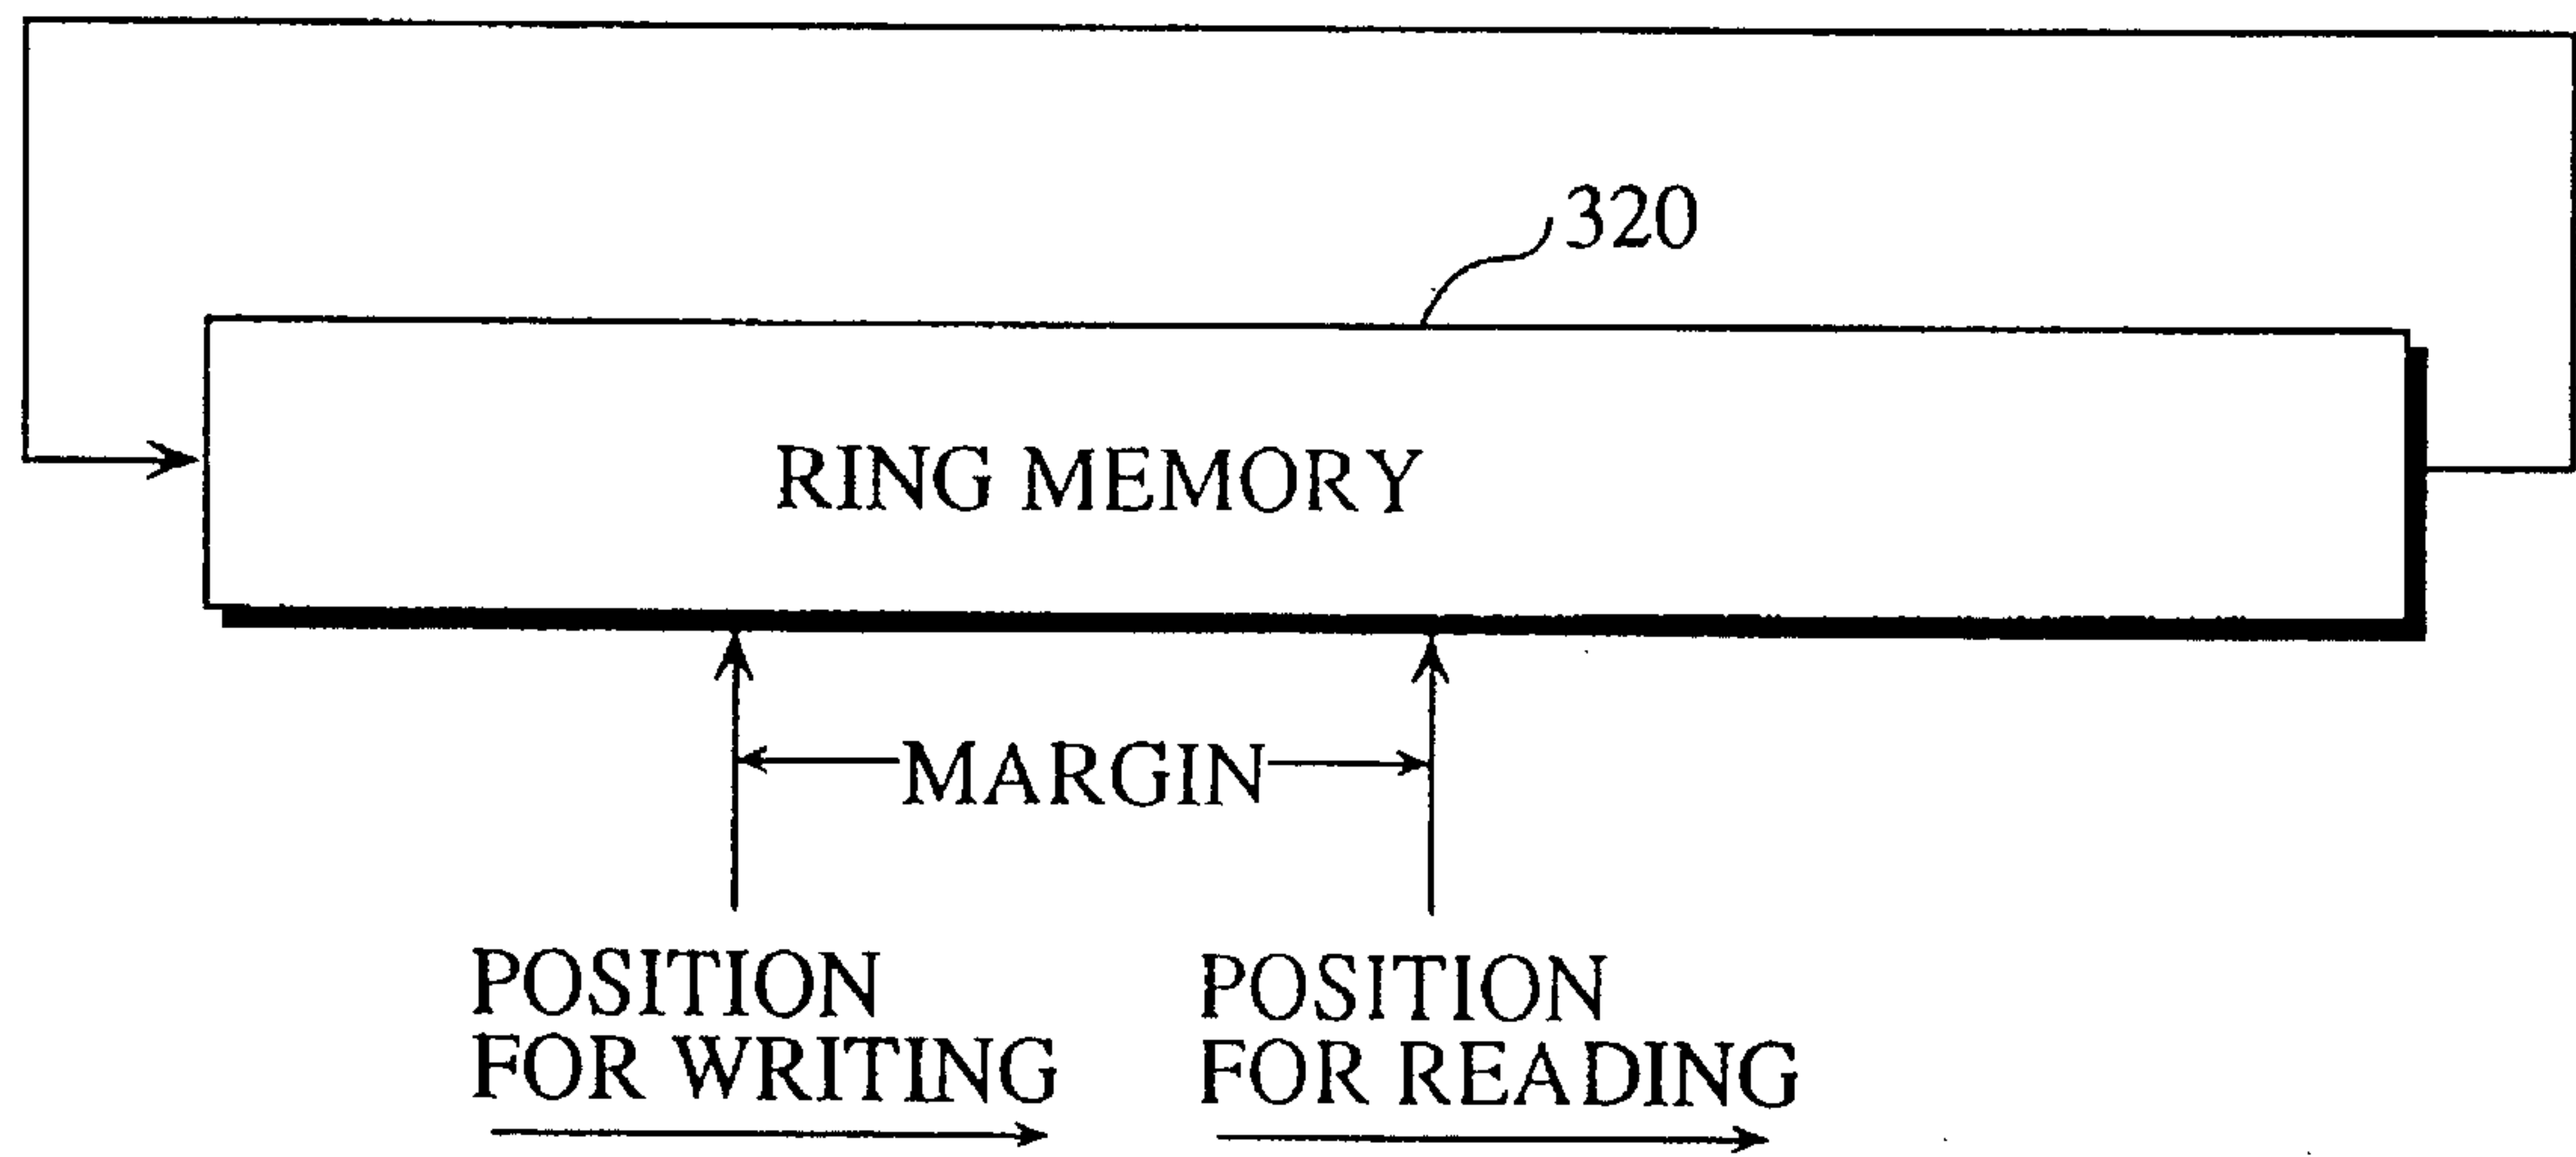 320
RING MEMORY
MARGIN
POSITION
FOR WRITING
POSITION
FOR READING